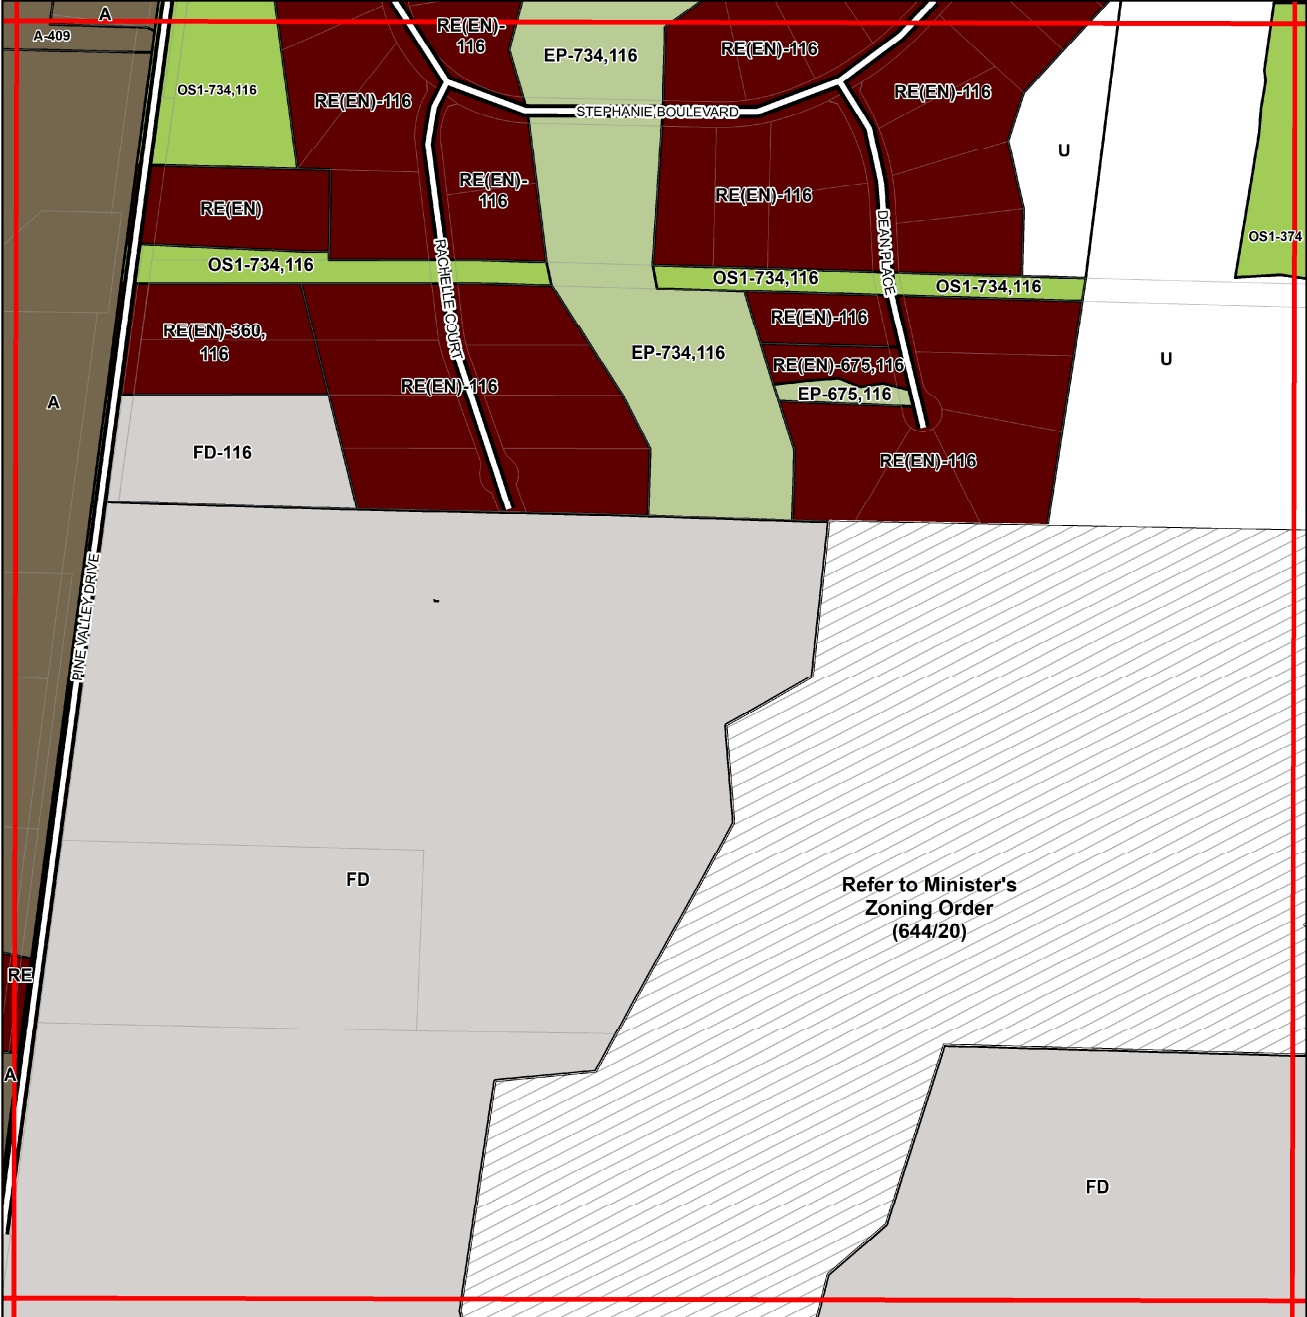 A
A-409
RE(EN)-
116
EP-734,116
RE(EN)-116
OS1-734,116
RE(EN)-116
RE(EN)-116
STEPHANIE BOULEVARD
U
RE(EN)-
116
RE(EN)-116
RE(EN)
DEAN PLACE
OS1-374
OS1-734,116
RACHELLE COURT
OS1-734,116
OS1-734,116
RE(EN)-360,
116
RE(EN)-116
EP-734,116
U
RE(EN)-675,116
RE(EN)-116
EP-675,116
A
FD-116
RE(EN)-116
PINE VALLEY DRIVE
FD
Refer to Minister's
Zoning Order
(644/20)
RE
A
FD